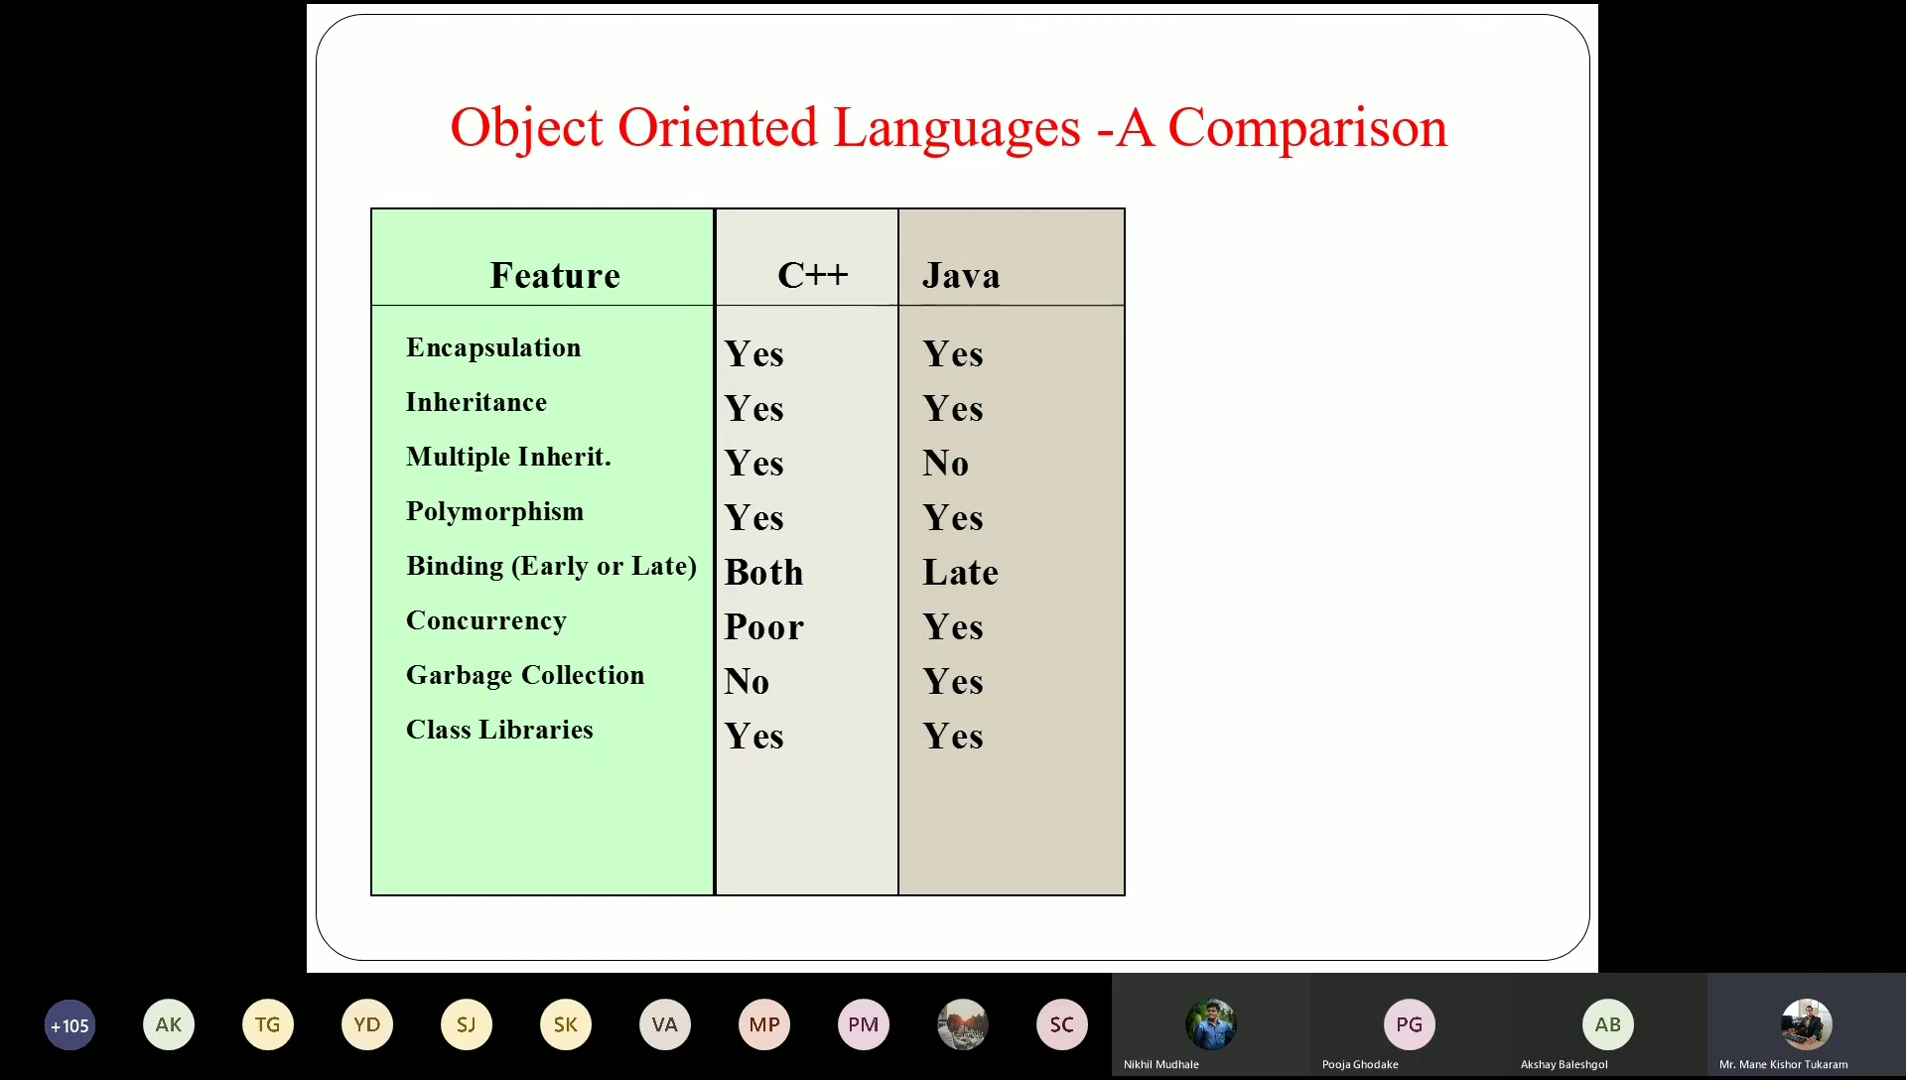 Object Oriented Languages -A Comparison
Feature C++ Java
Encapsulation Yes Yes
Inheritance Yes Yes
Multiple Inherit. Yes No
Polymorphism Yes Yes
Binding (Early or Late) Both Late
Concurrency Poor Yes
Garbage Collection No Yes
Class Libraries Yes Yes
+105 AK TG YD SJ SK VA MP PM SC PG AB
Nikhil Mudhale Pooja Ghodake Akshay Baleshgol Mr. Mane Kishor Tukaram